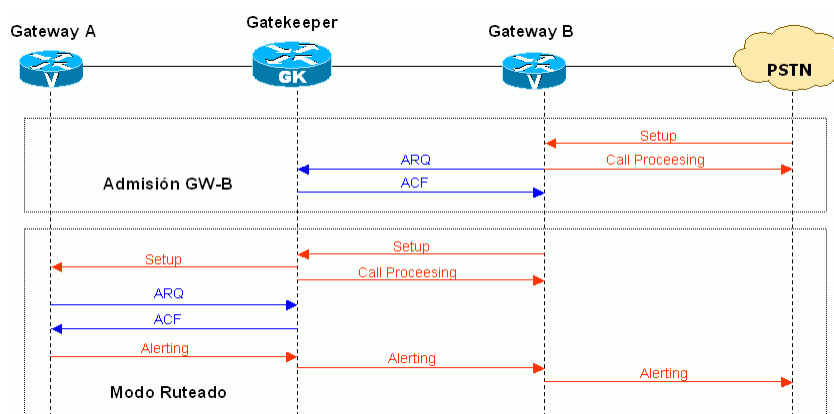 Gateway A
Gatekeeper
Gateway B
V
GK
V
PSTN
Setup
ARQ
Call Proceesing
Admisión GW-B
ACF
Setup
Setup
Call Proceesing
ARQ
ACF
Alerting
Alerting
Alerting
Modo Ruteado